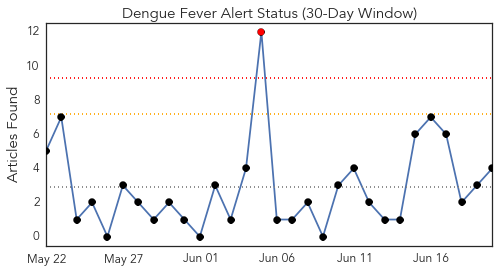 Dengue Fever Alert Status (30-Day Window)
Articles Found
12
10
8
6
4
2
0
May 22
May 27
Jun 01
Jun 06
Jun 11
Jun 16